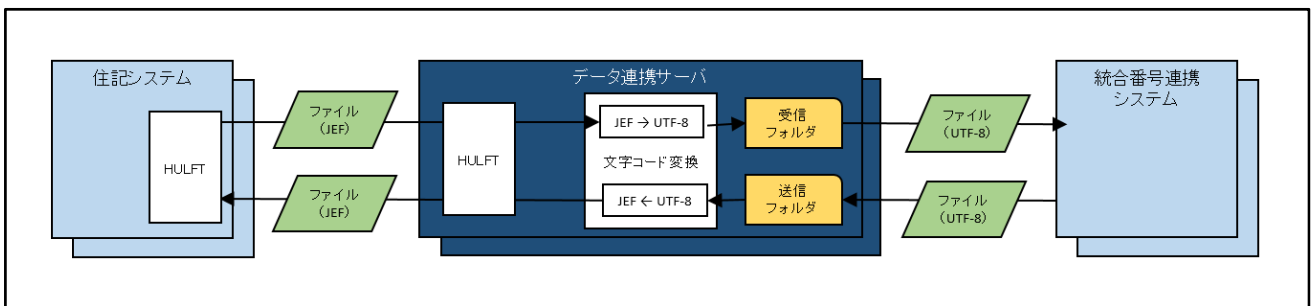 住記システム
HULFT
ファイル
（JEF）
ファイル
（JEF）
データ連携サーバ
HULFT
JEF → UTF-8
文字コード変換
JEF ← UTF-8
受信
フォルダ
送信
フォルダ
ファイル
（UTF-8）
ファイル
（UTF-8）
統合番号連携
システム